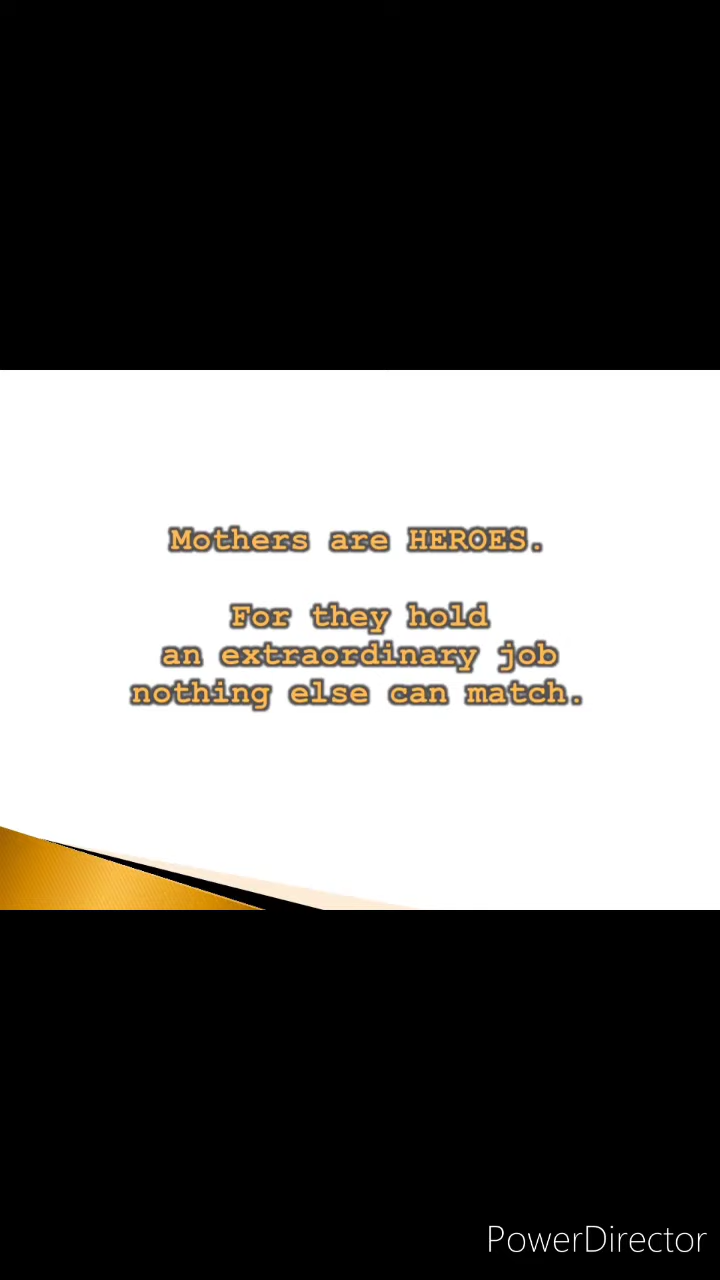 Mothers are HEROES.
For they hold
an extraordinary job
nothing else can match.
PowerDirector